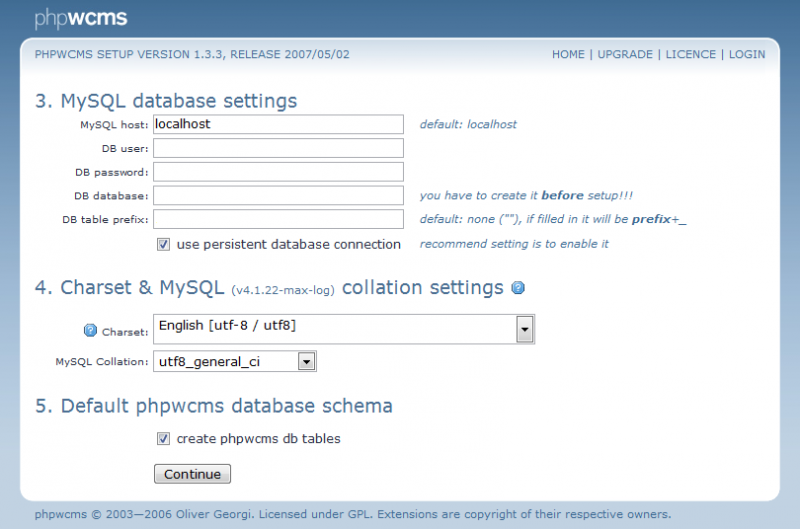 phpwcms
PHPWCMS SETUP VERSION 1.3.3, RELEASE 2007/05/02 HOME | UPGRADE | LICENCE | LOGIN
3. MySQL database settings
MySQL host: localhost default: localhost
DB user:
DB password:
DB database: you have to create it before setup!!!
DB table prefix: default: none (""), if filled in it will be prefix+_
use persistent database connection recommend setting is to enable it
4. Charset & MySQL (v4.1.22-max-log) collation settings ?
? Charset: English [utf-8 / utf8]
MySQL Collation: utf8_general_ci
5. Default phpwcms database schema
create phpwcms db tables
Continue
phpwcms © 2003—2006 Oliver Georgi. Licensed under GPL. Extensions are copyright of their respective owners.